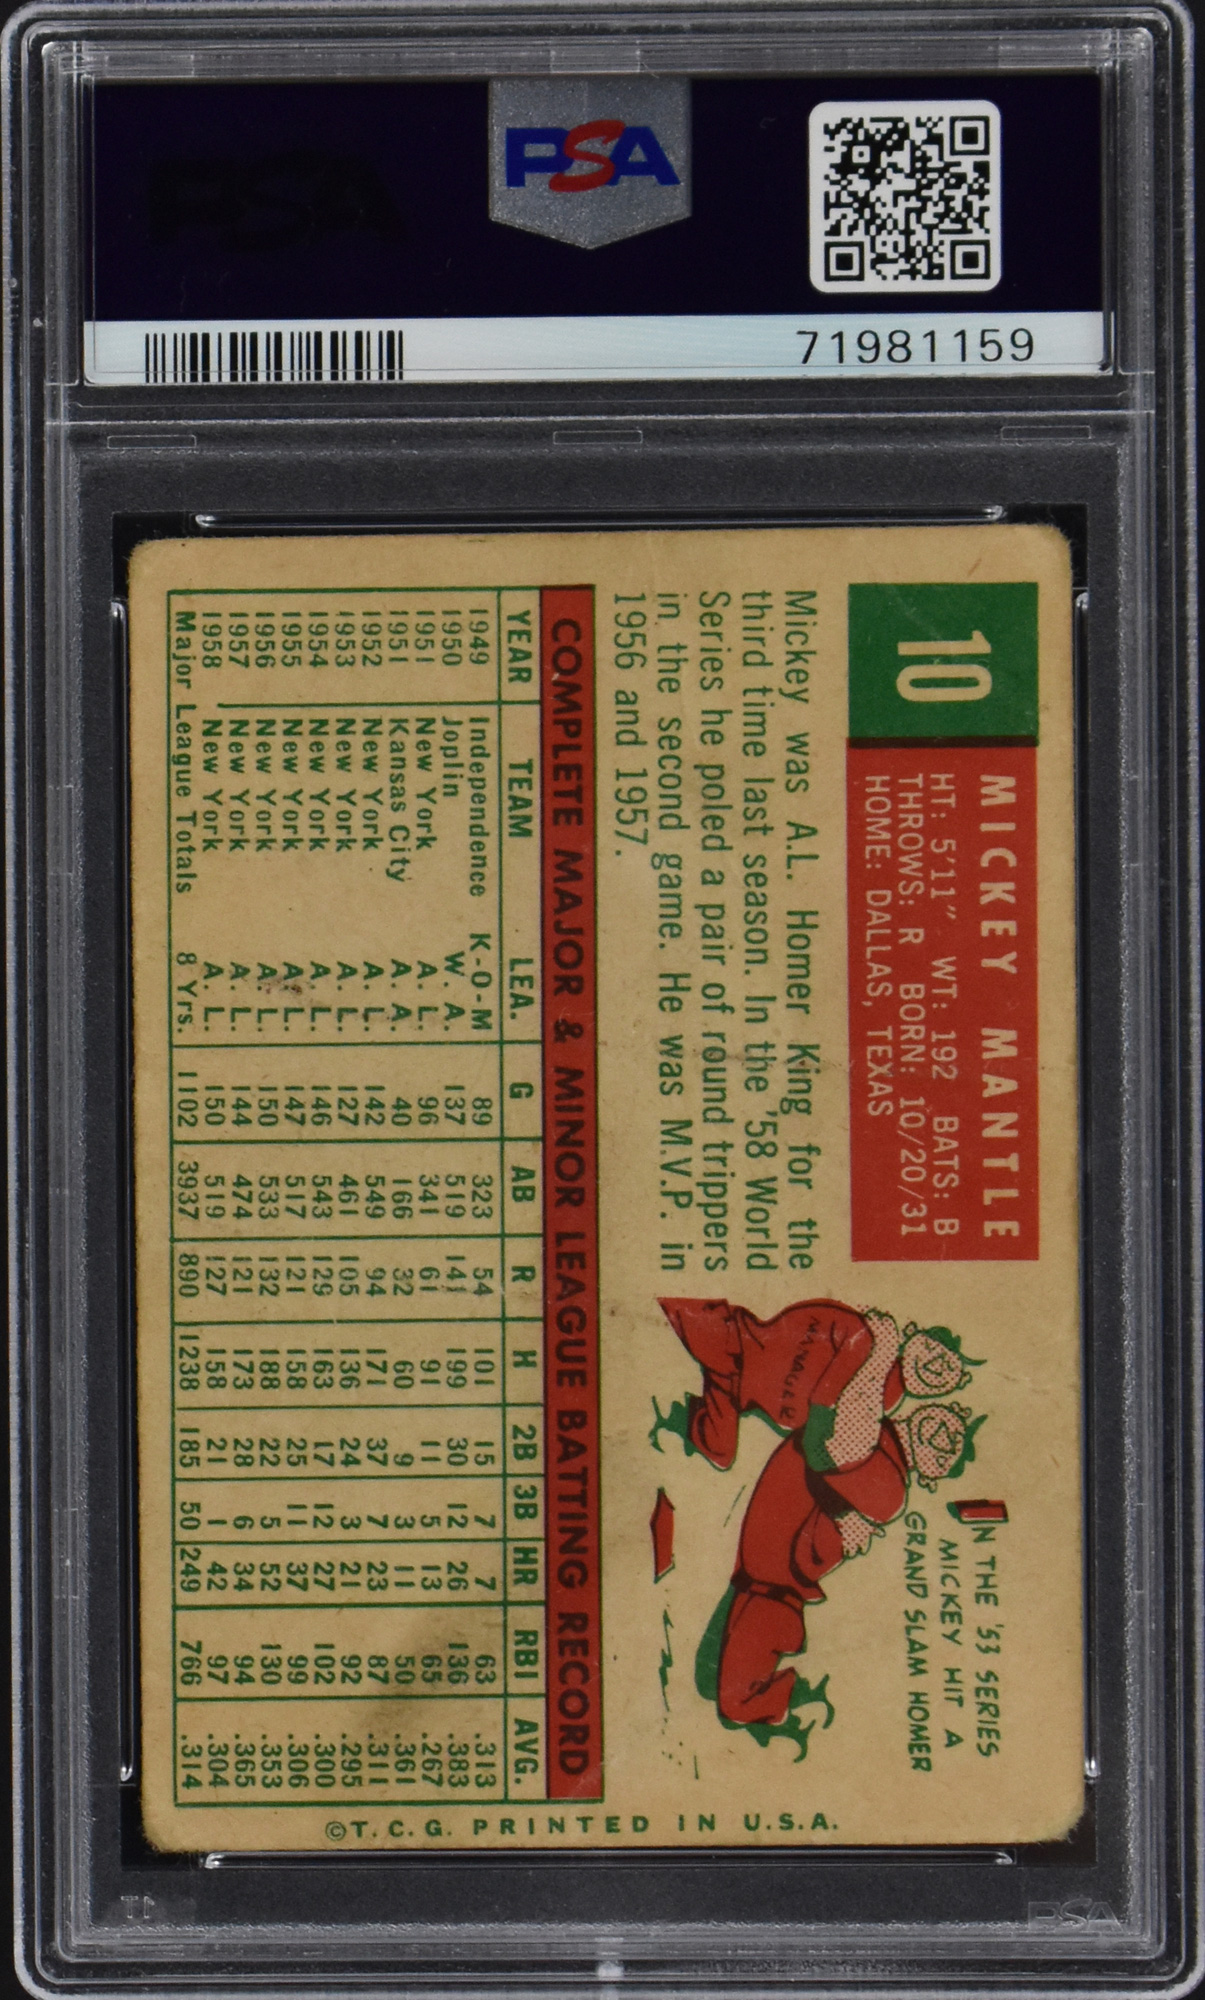 PSA
71981159
10
MICKEY MANTLE
HT: 5'11" WT: 192 BATS: B
THROWS: R BORN: 10/20/31
HOME: DALLAS, TEXAS
Mickey was A.L. Homer King for the
third time last season. In the '58 World
Series he poled a pair of round trippers
in the second game. He was M.V.P. in
1956 and 1957.
IN THE '53 SERIES
MICKEY HIT A
GRAND SLAM HOMER
MANAGER
COMPLETE MAJOR & MINOR LEAGUE BATTING RECORD
YEAR TEAM LEA. G AB R H 2B 3B HR RBI AVG.
1949 Independence K-O-M 89 323 54 101 15 7 7 63 .313
1950 Joplin W. A. 137 519 141 199 30 12 26 136 .383
1951 New York A. L. 96 341 61 91 11 5 13 65 .267
1951 Kansas City A. A. 40 166 32 60 9 3 11 50 .361
1952 New York A. L. 142 549 94 171 37 7 23 87 .311
1953 New York A. L. 127 461 105 136 24 3 21 92 .295
1954 New York A. L. 146 543 129 163 17 12 27 102 .300
1955 New York A. L. 147 517 121 158 25 11 37 99 .306
1956 New York A. L. 150 533 132 188 22 5 52 130 .353
1957 New York A. L. 144 474 121 173 28 6 34 94 .365
1958 New York A. L. 150 519 127 158 21 1 42 97 .304
Major League Totals 8 Yrs. 1102 3937 890 1238 185 50 249 766 .314
©T.C.G. PRINTED IN U.S.A.
PSA